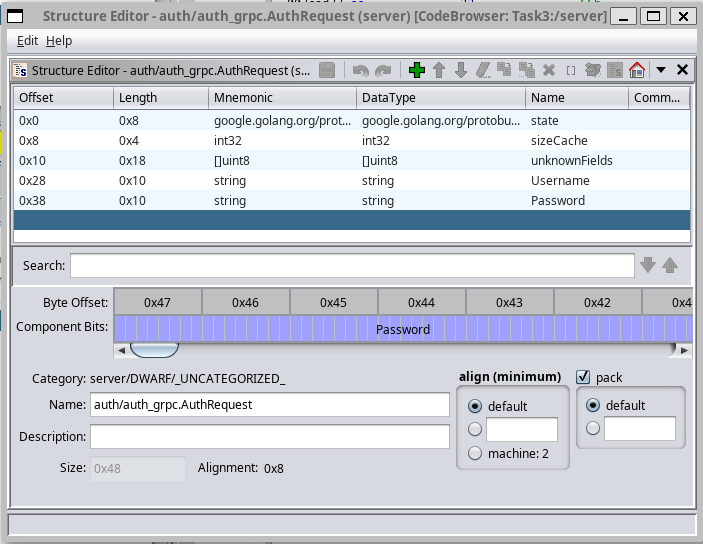 Structure Editor - auth/auth_grpc.AuthRequest (server) [CodeBrowser: Task3:/server]
Edit Help
Structure Editor - auth/auth_grpc.AuthRequest (s...
Offset Length Mnemonic DataType Name Comm...
0x0 0x8 google.golang.org/prot... google.golang.org/protobu... state
0x8 0x4 int32 int32 sizeCache
0x10 0x18 []uint8 []uint8 unknownFields
0x28 0x10 string string Username
0x38 0x10 string string Password
Search:
Byte Offset: 0x47 0x46 0x45 0x44 0x43 0x42 0x4
Component Bits: Password
Category: server/DWARF/_UNCATEGORIZED_
align (minimum) pack
Name: auth/auth_grpc.AuthRequest
default default
Description:
machine: 2
Size: 0x48 Alignment: 0x8